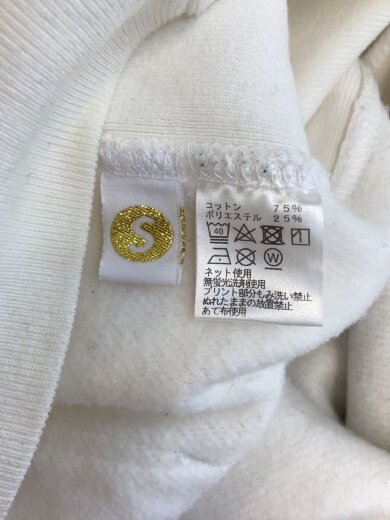 S
コットン 75%
ポリエステル 25%
40
W
ネット使用
無蛍光洗剤使用
プリント部分もみ洗い禁止
ぬれたままの放置禁止
あて布使用